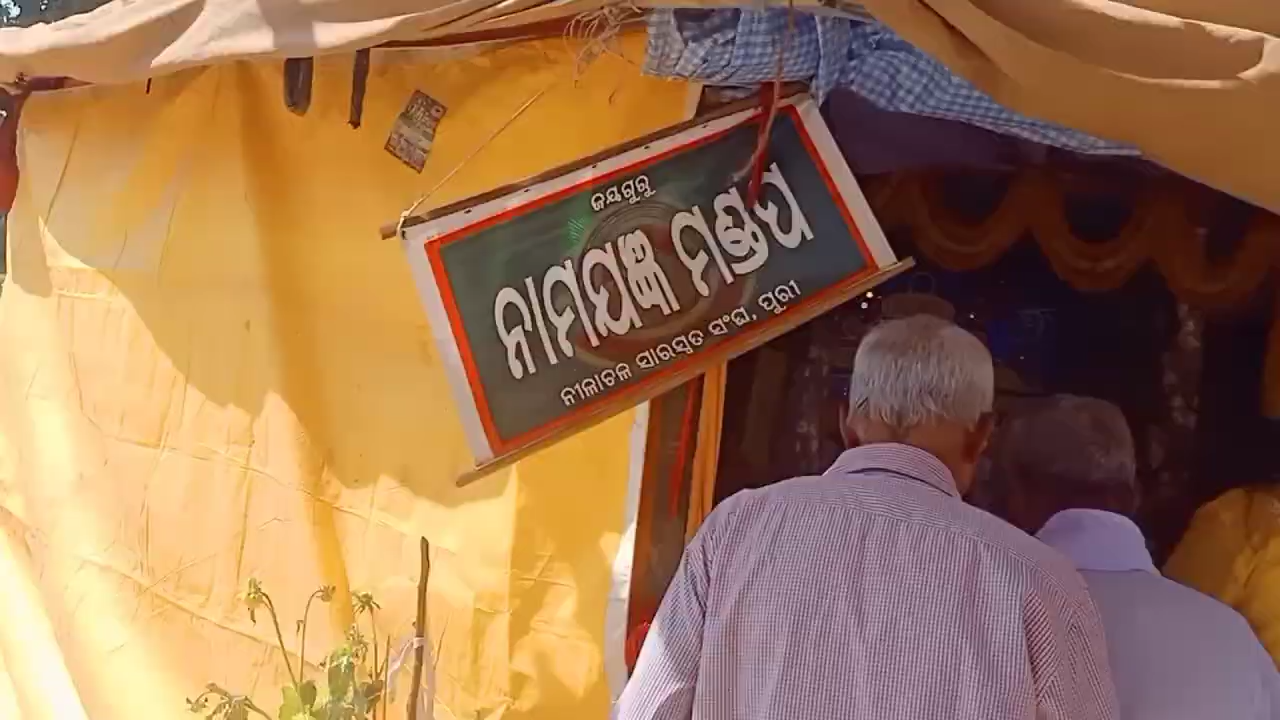 ଜୟଗୁରୁ
ନାମଯଜ୍ଞ ମଣ୍ଡପ
ନୀଳାଚଳ ସାରସ୍ୱତ ସଂଘ, ପୁରୀ